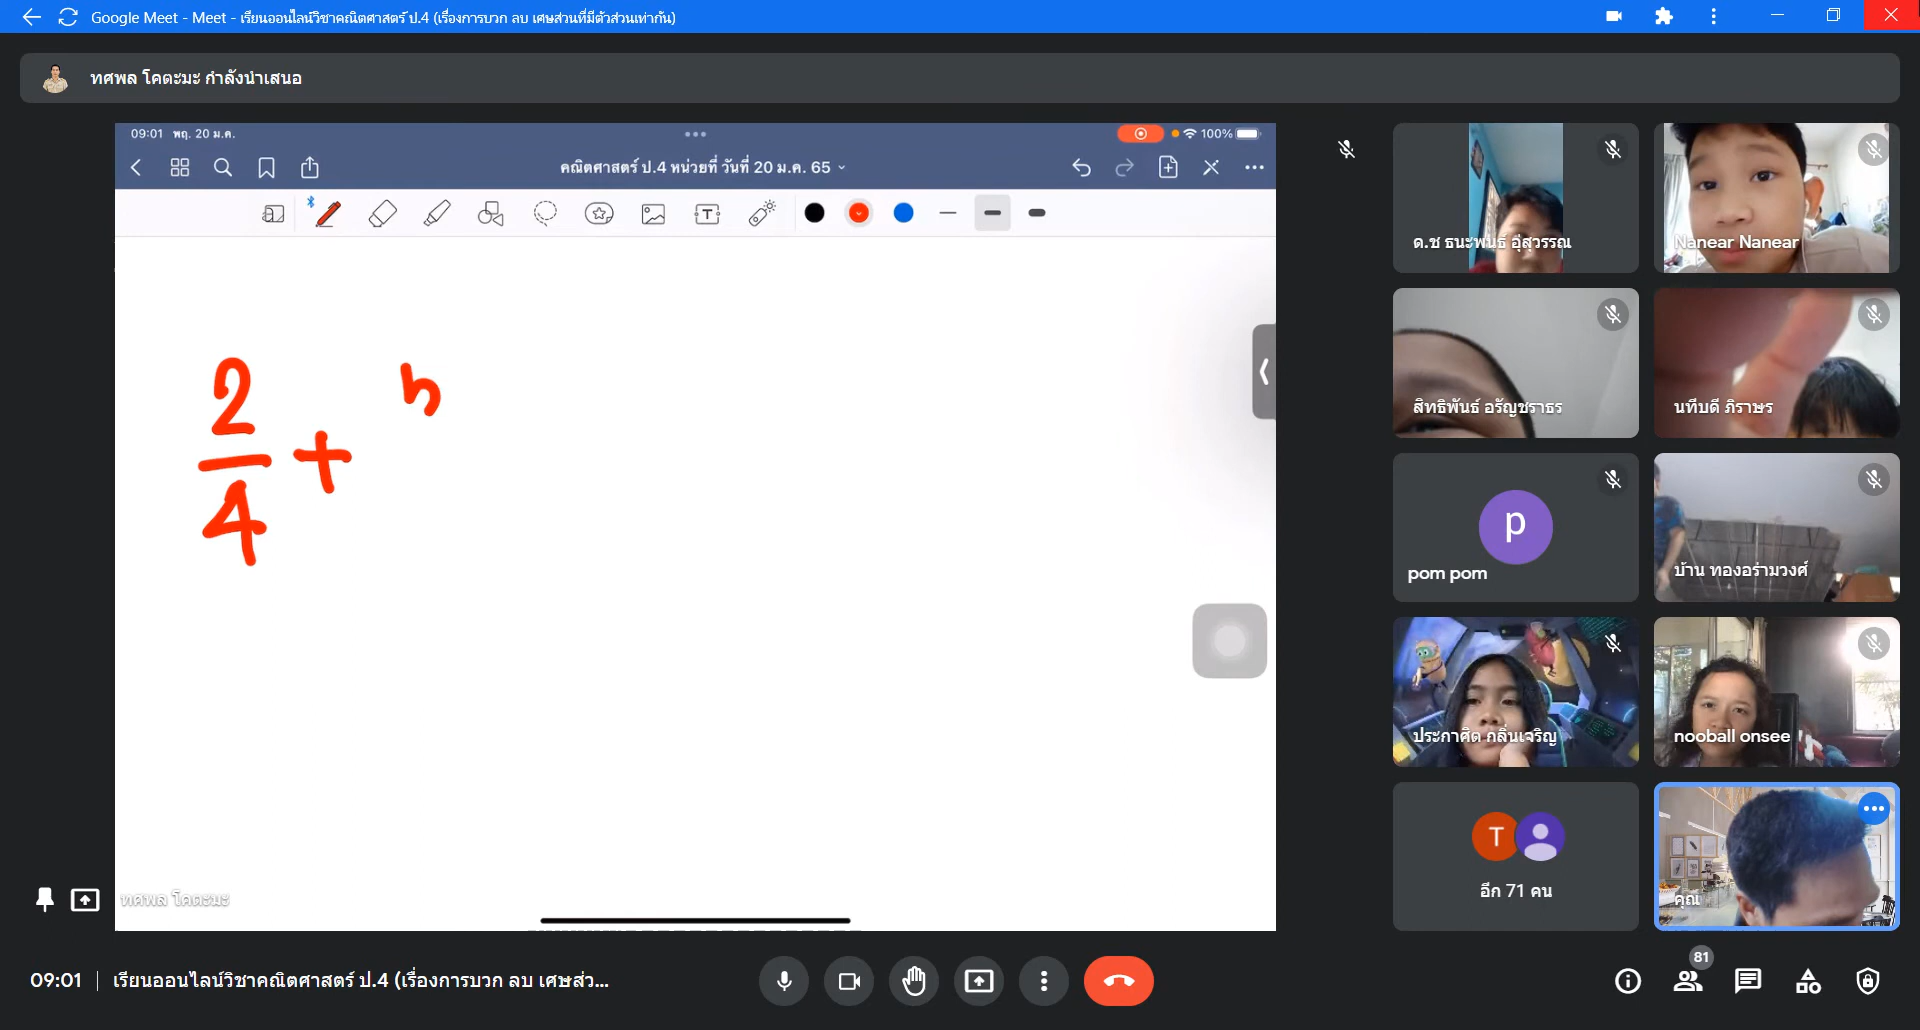 Google Meet - Meet - เรียนออนไลน์วิชาคณิตศาสตร์ ป.4 (เรื่องการบวก ลบ เศษส่วนที่มีตัวส่วนเท่ากัน)
ทศพล โคตะมะ กำลังนำเสนอ
09:01 พฤ. 20 ม.ค.
100%
คณิตศาสตร์ ป.4 หน่วยที่ วันที่ 20 ม.ค. 65
2
4
+
ด.ช ธนะพันธ์ อุ่สุวรรณ
Nanear Nanear
สิทธิพันธ์ อรัญชราธร
นทีบดี ภิราษร
p
pom pom
บ้าน ทองอร่ามวงศ์
ประกาศิต กลิ่นเจริญ
nooball onsee
T
อีก 71 คน
คุณ
ทศพล โคตะมะ
09:01
เรียนออนไลน์วิชาคณิตศาสตร์ ป.4 (เรื่องการบวก ลบ เศษส่ว...
81